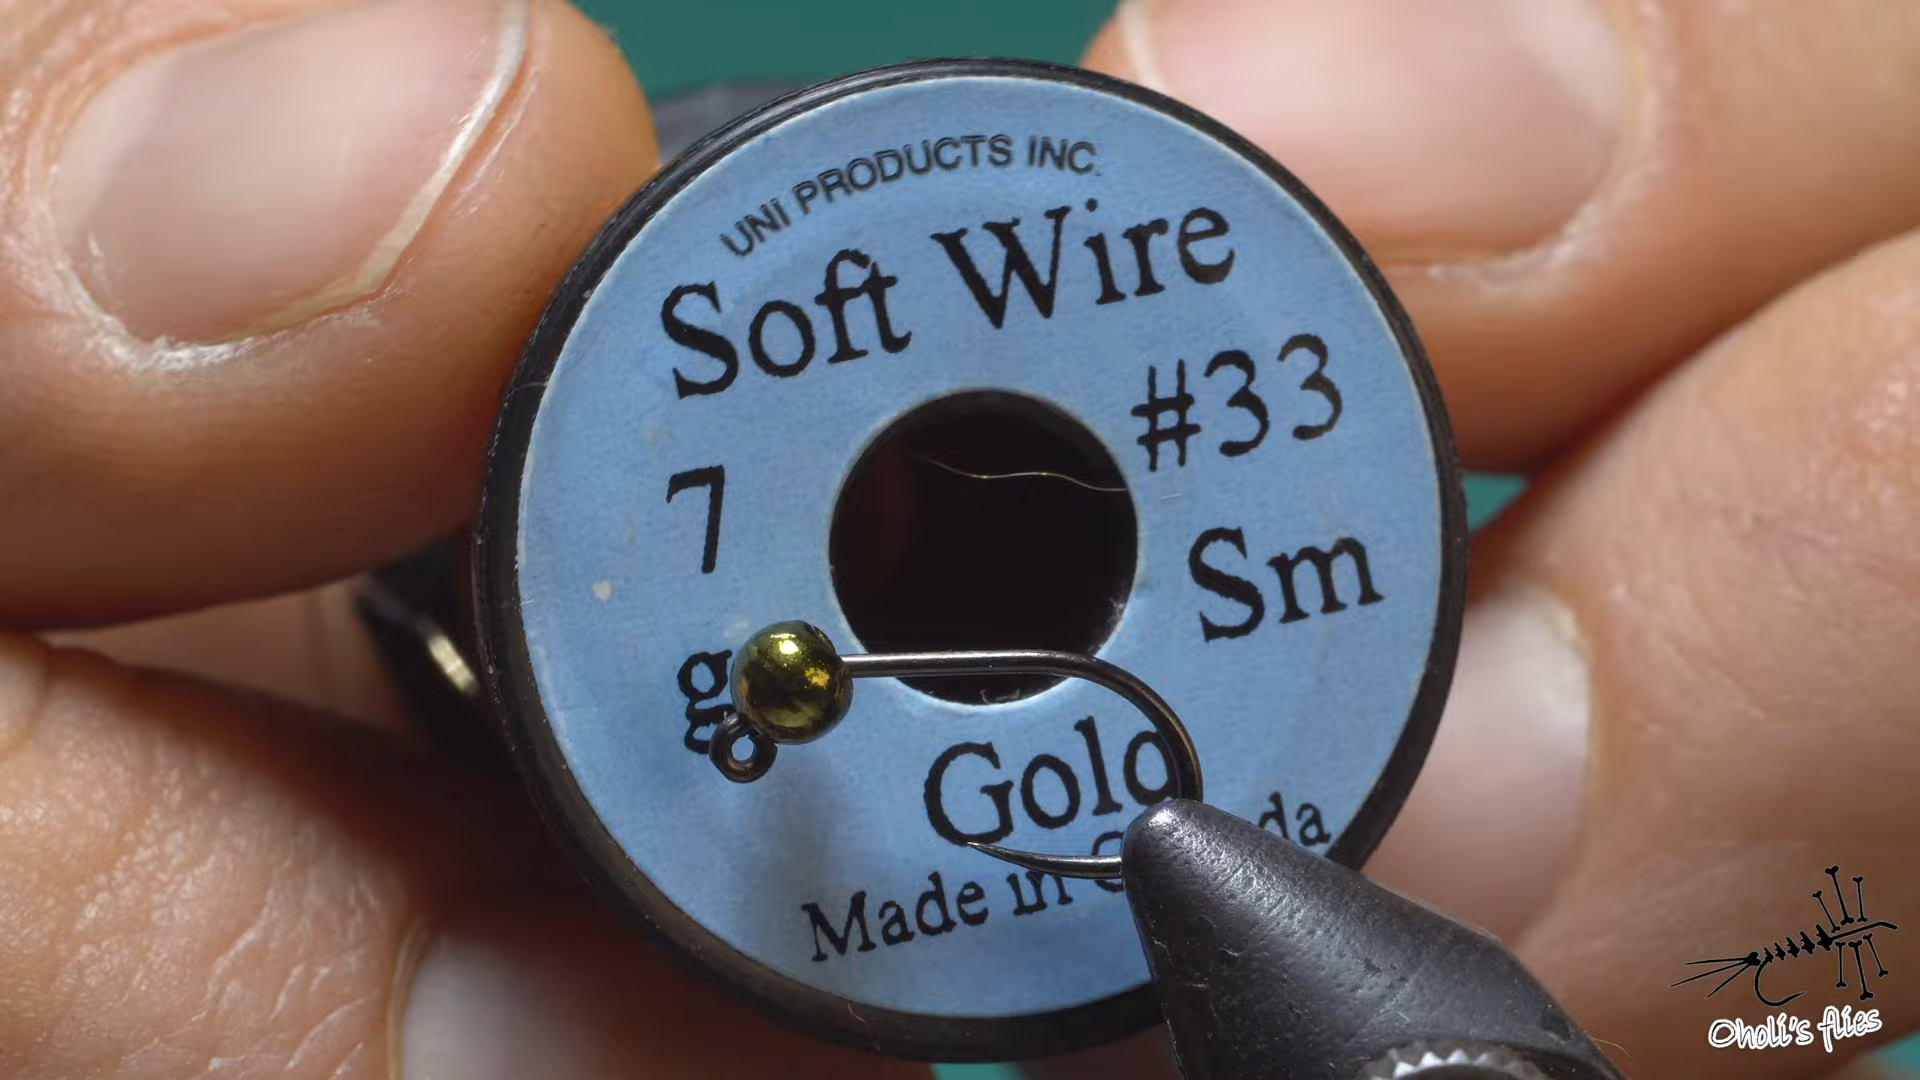 UNI PRODUCTS INC.
Soft Wire
7 #33
g Sm
Gold
Made in
Oholi's flies